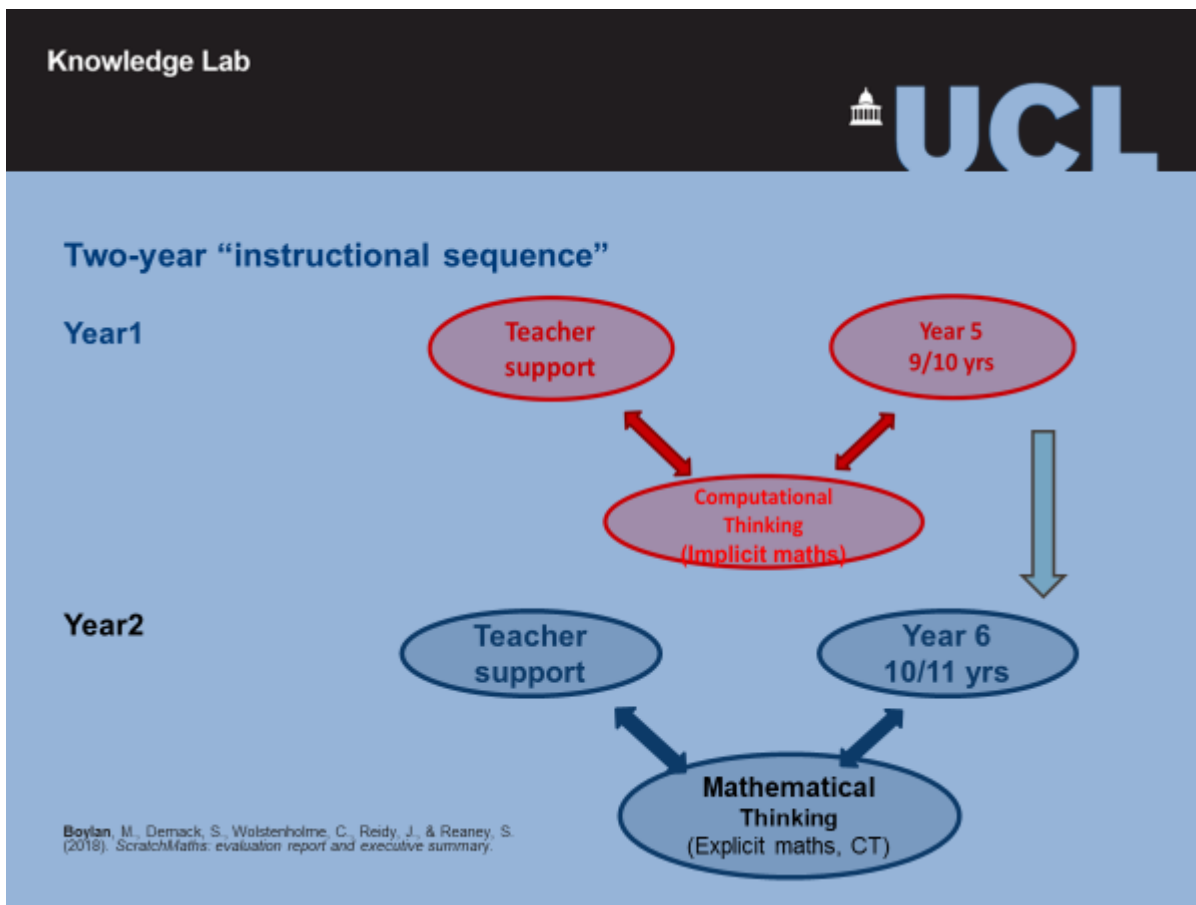 Knowledge Lab
UCL
Two-year “instructional sequence”
Year1
Teacher
support
Year 5
9/10 yrs
Computational
Thinking
(Implicit maths)
Year2
Teacher
support
Year 6
10/11 yrs
Mathematical
Thinking
(Explicit maths, CT)
Boylan, M., Demack, S., Wolstenholme, C., Reidy, J., & Reaney, S.
(2018). ScratchMaths: evaluation report and executive summary.